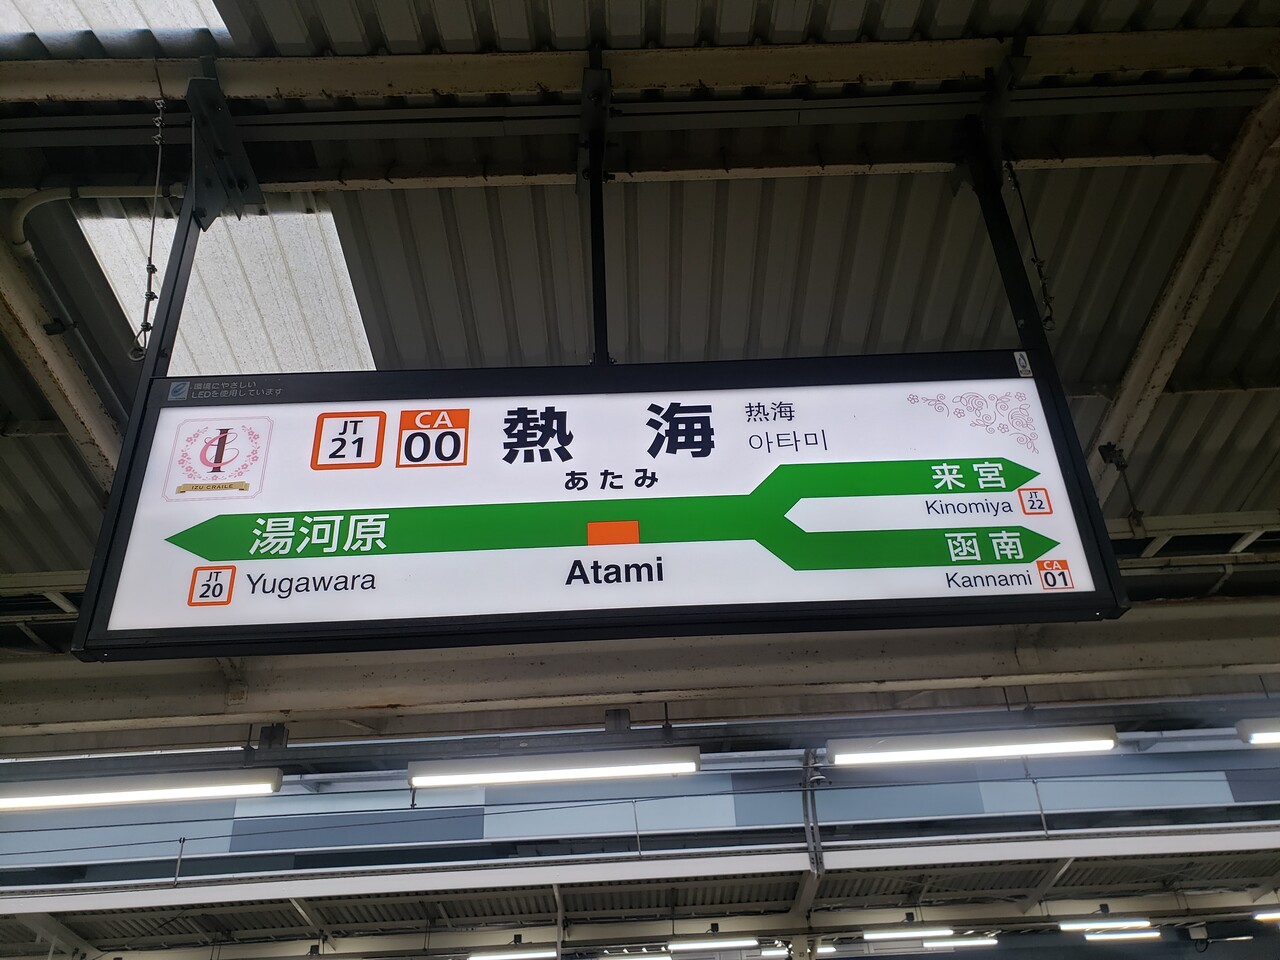 環境にやさしい
LEDを使用しています
JT
21
CA
00
熱海
热海
아타미
あたみ
IZU CRAILE
来宮
Kinomiya
JT
22
湯河原
函南
JT
20
Yugawara
Atami
Kannami
CA
01